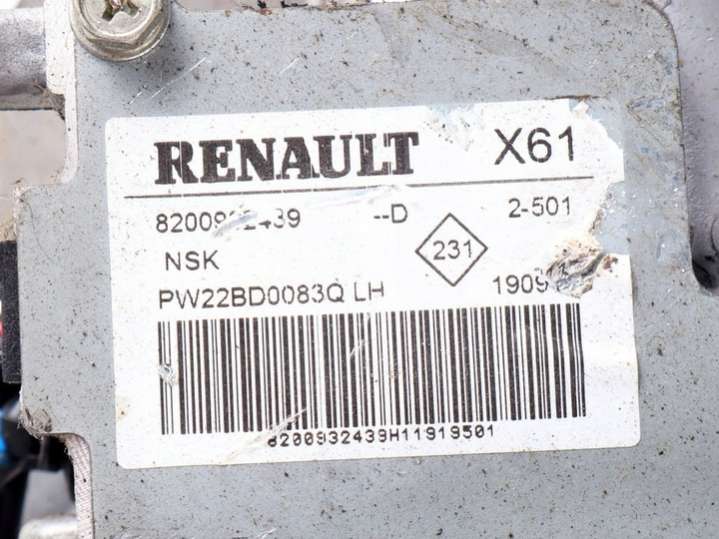 RENAULT X61
--D 2-501
231
NSK
PW22BD0083Q LH
8200932439H11919501